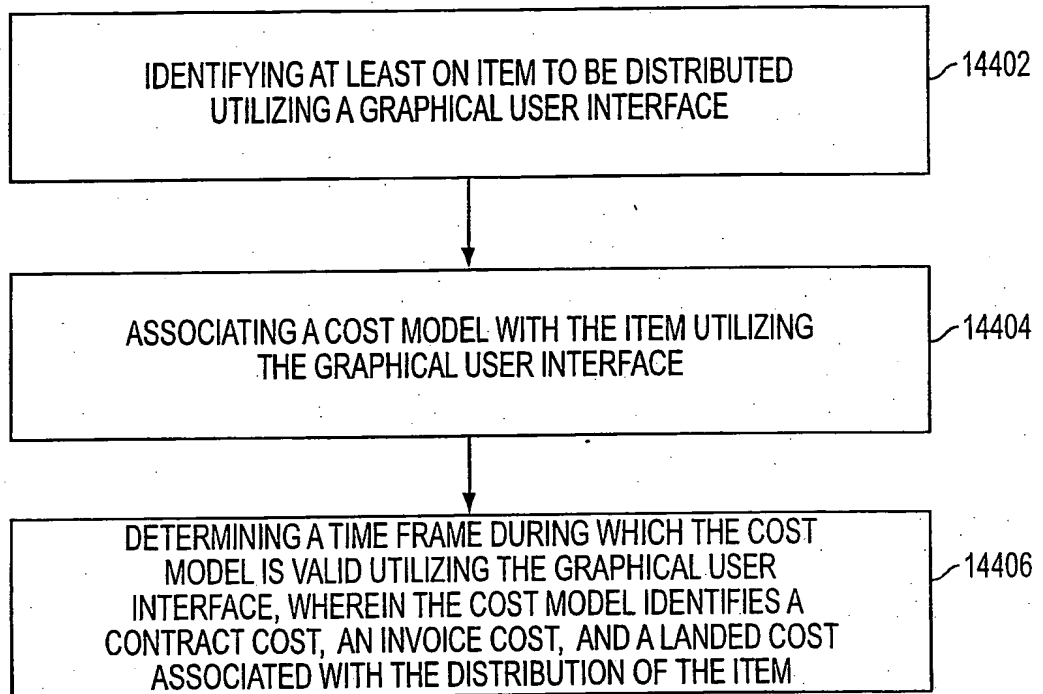 IDENTIFYING AT LEAST ON ITEM TO BE DISTRIBUTED
UTILIZING A GRAPHICAL USER INTERFACE
14402
ASSOCIATING A COST MODEL WITH THE ITEM UTILIZING
THE GRAPHICAL USER INTERFACE
14404
DETERMINING A TIME FRAME DURING WHICH THE COST
MODEL IS VALID UTILIZING THE GRAPHICAL USER
INTERFACE, WHEREIN THE COST MODEL IDENTIFIES A
CONTRACT COST, AN INVOICE COST, AND A LANDED COST
ASSOCIATED WITH THE DISTRIBUTION OF THE ITEM
14406